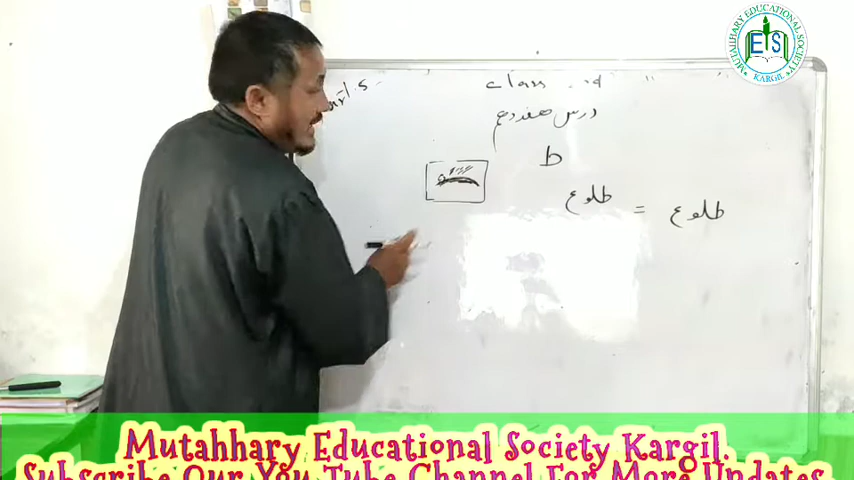 MUTAHHARY EDUCATIONAL SOCIETY
EIS
KARGIL
class
درس هفدهم
ط
طلوع = طلوع
Mutahhary Educational Society Kargil.
Subscribe Our You Tube Channel For More Updates